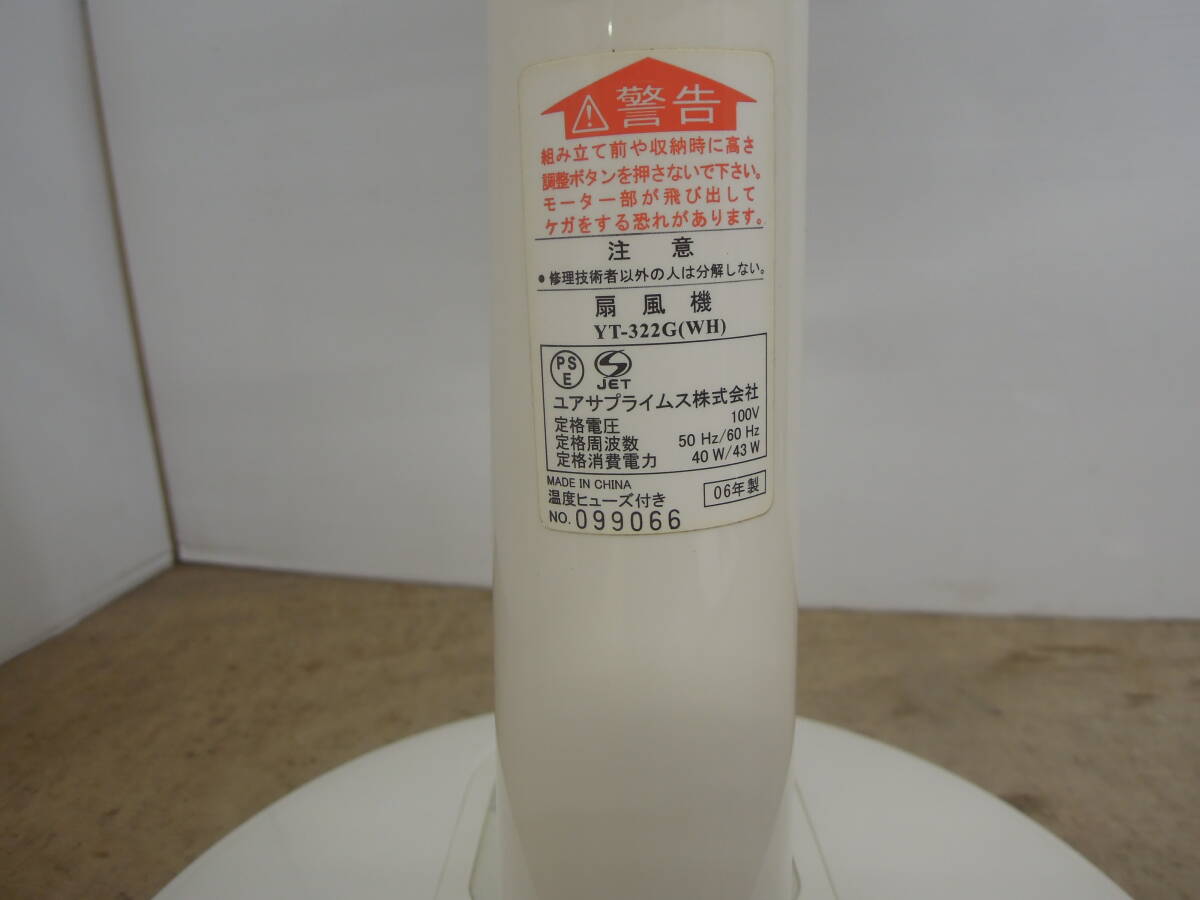 警告
組み立て前や収納時に高さ
調整ボタンを押さないで下さい。
モーター部が飛び出して
ケガをする恐れがあります。
注 意
● 修理技術者以外の人は分解しない。
扇 風 機
YT-322G(WH)
PS E JET
ユアサプライムス株式会社
定格電圧 100V
定格周波数 50 Hz/60 Hz
定格消費電力 40 W/43 W
MADE IN CHINA
温度ヒューズ付き 06年製
NO. 099066